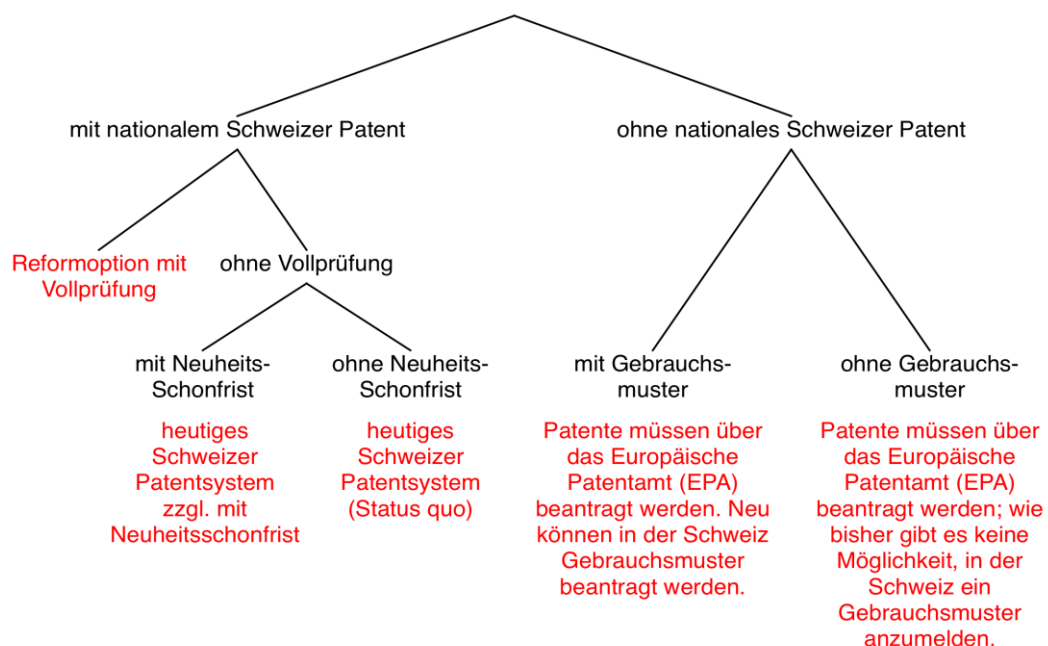 mit nationalem Schweizer Patent
ohne nationales Schweizer Patent
Reformoption mit
Vollprüfung
ohne Vollprüfung
mit Neuheits-
Schonfrist
ohne Neuheits-
Schonfrist
mit Gebrauchs-
muster
ohne Gebrauchs-
muster
heutiges
Schweizer
Patentsystem
zzgl. mit
Neuheitsschonfrist
heutiges
Schweizer
Patentsystem
(Status quo)
Patente müssen über
das Europäische
Patentamt (EPA)
beantragt werden. Neu
können in der Schweiz
Gebrauchsmuster
beantragt werden.
Patente müssen über
das Europäische
Patentamt (EPA)
beantragt werden; wie
bisher gibt es keine
Möglichkeit, in der
Schweiz ein
Gebrauchsmuster
anzumelden.